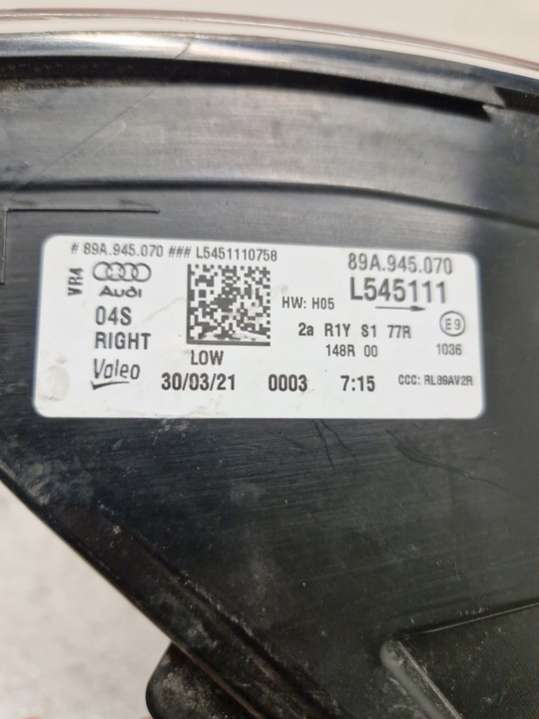 # 89A.945.070 ### L5451110758
89A.945.070
VR4
Audi
HW: H05
L545111
04S
2a R1Y S1 77R
E9
RIGHT
148R 00
1036
Valeo
LOW
30/03/21 0003 7:15
CCC: RL89AV2R